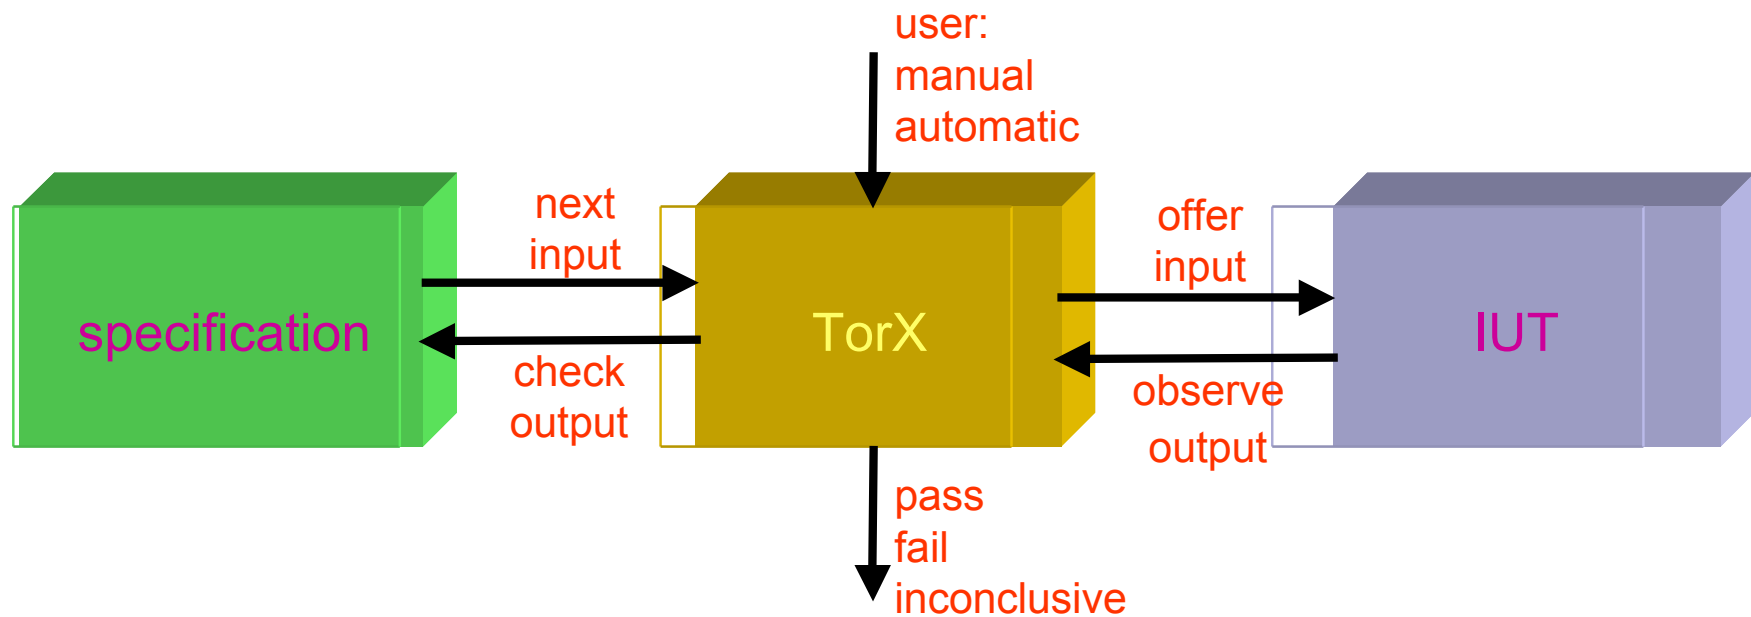 user:
manual
automatic
next
input
offer
input
specification
TorX
IUT
check
output
observe
output
pass
fail
inconclusive